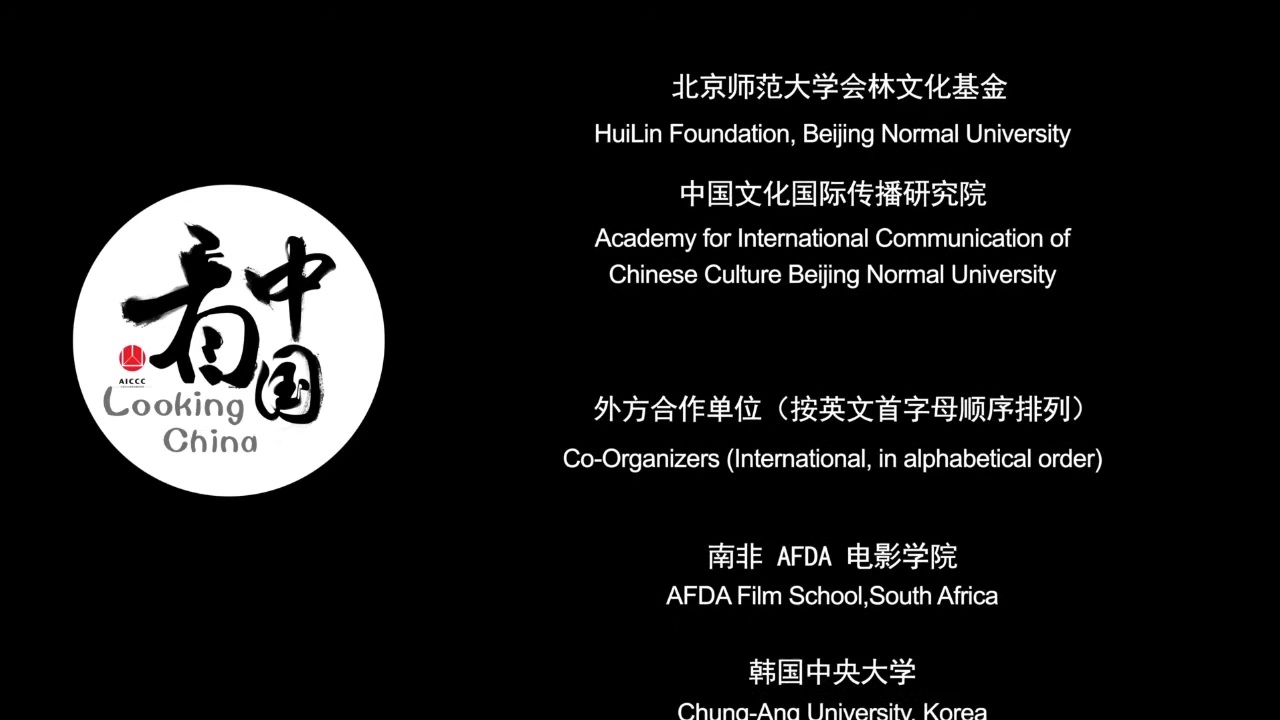 看中国
AICCC
Looking
China
北京师范大学会林文化基金
HuiLin Foundation, Beijing Normal University
中国文化国际传播研究院
Academy for International Communication of
Chinese Culture Beijing Normal University
外方合作单位（按英文首字母顺序排列）
Co-Organizers (International, in alphabetical order)
南非 AFDA 电影学院
AFDA Film School,South Africa
韩国中央大学
Chung-Ang University, Korea